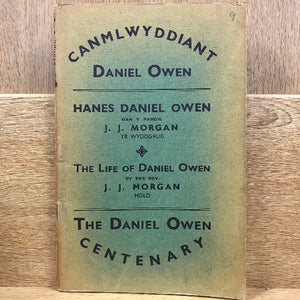 9
CANMLWYDDIANT
DANIEL OWEN
HANES DANIEL OWEN
GAN Y PARCH.
J. J. MORGAN
YR WYDDGRUG
THE LIFE OF DANIEL OWEN
BY THE REV.
J. J. MORGAN
MOLD
THE DANIEL OWEN
CENTENARY